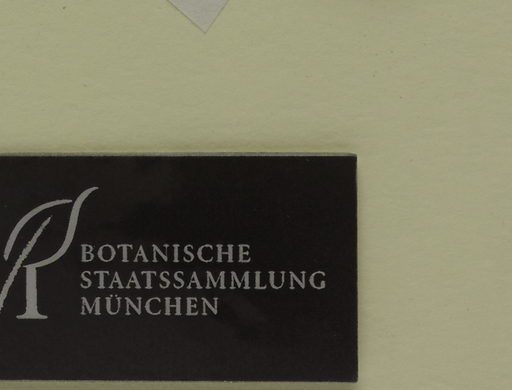 BOTANISCHE
STAATSSAMMLUNG
MÜNCHEN